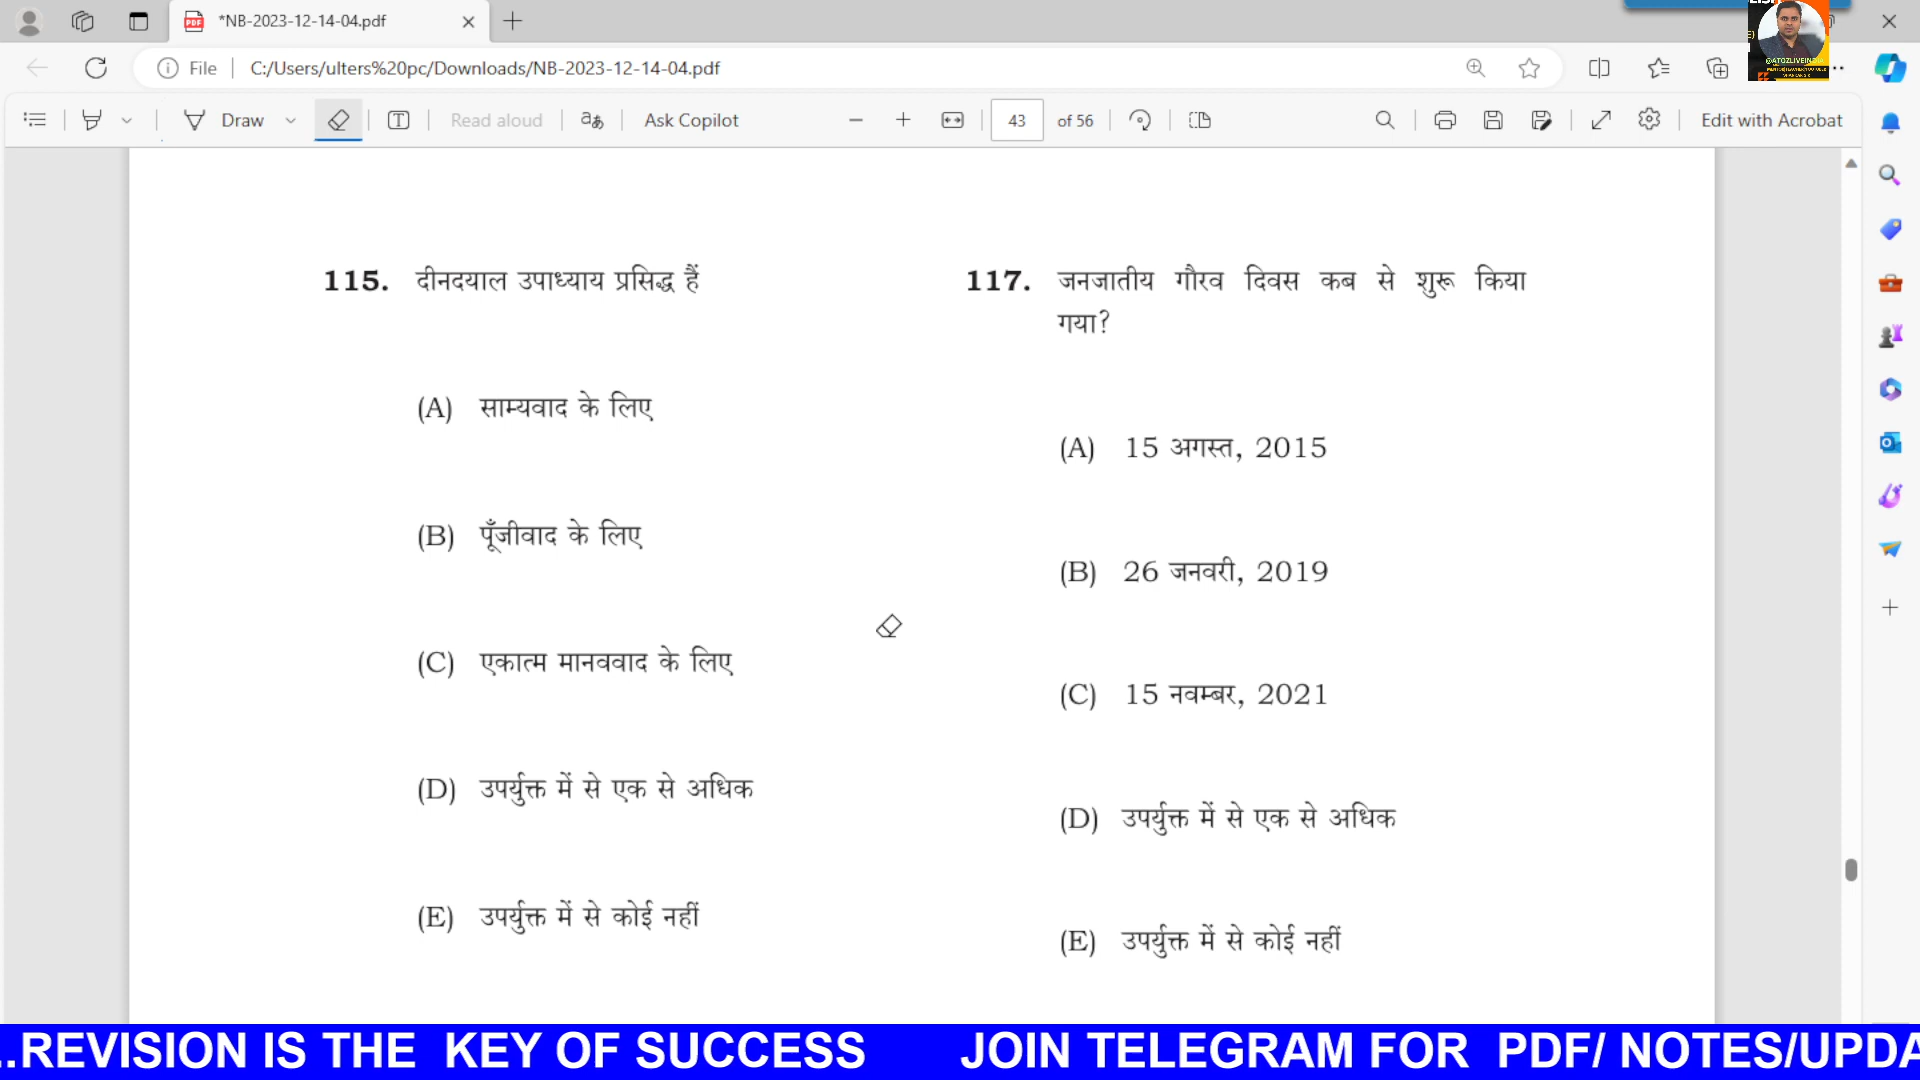 *NB-2023-12-14-04.pdf
File
C:/Users/ulters%20pc/Downloads/NB-2023-12-14-04.pdf
Draw
Read aloud
Ask Copilot
43
of 56
Edit with Acrobat
@ATOZLIVEINDIA
115. दीनदयाल उपाध्याय प्रसिद्ध हैं
(A) साम्यवाद के लिए
(B) पूँजीवाद के लिए
(C) एकात्म मानववाद के लिए
(D) उपर्युक्त में से एक से अधिक
(E) उपर्युक्त में से कोई नहीं
117. जनजातीय गौरव दिवस कब से शुरू किया
गया?
(A) 15 अगस्त, 2015
(B) 26 जनवरी, 2019
(C) 15 नवम्बर, 2021
(D) उपर्युक्त में से एक से अधिक
(E) उपर्युक्त में से कोई नहीं
..REVISION IS THE KEY OF SUCCESS JOIN TELEGRAM FOR PDF/ NOTES/UPDA